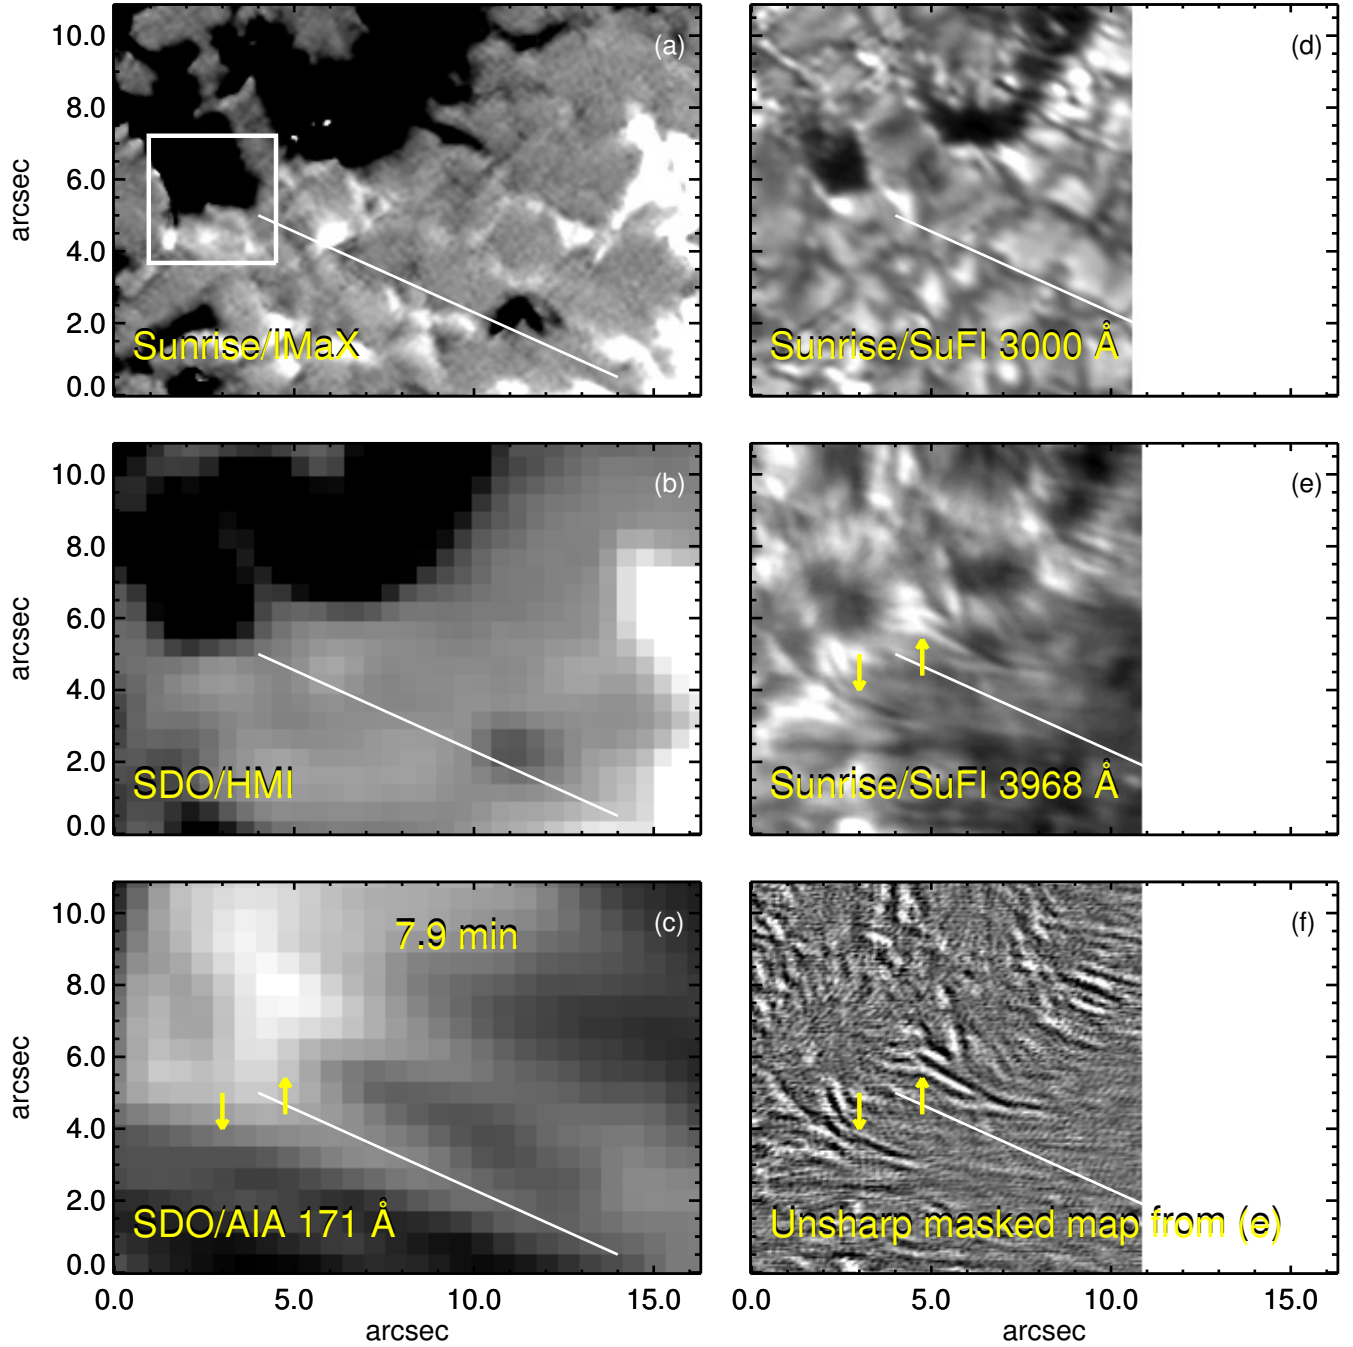 10.0
8.0
6.0
4.0
2.0
0.0
arcsec
(a)
Sunrise/IMaX
(d)
Sunrise/SuFI 3000 Å
10.0
8.0
6.0
4.0
2.0
0.0
arcsec
(b)
SDO/HMI
(e)
Sunrise/SuFI 3968 Å
10.0
8.0
6.0
4.0
2.0
0.0
arcsec
7.9 min
(c)
SDO/AIA 171 Å
(f)
Unsharp masked map from (e)
0.0 5.0 10.0 15.0
arcsec
0.0 5.0 10.0 15.0
arcsec